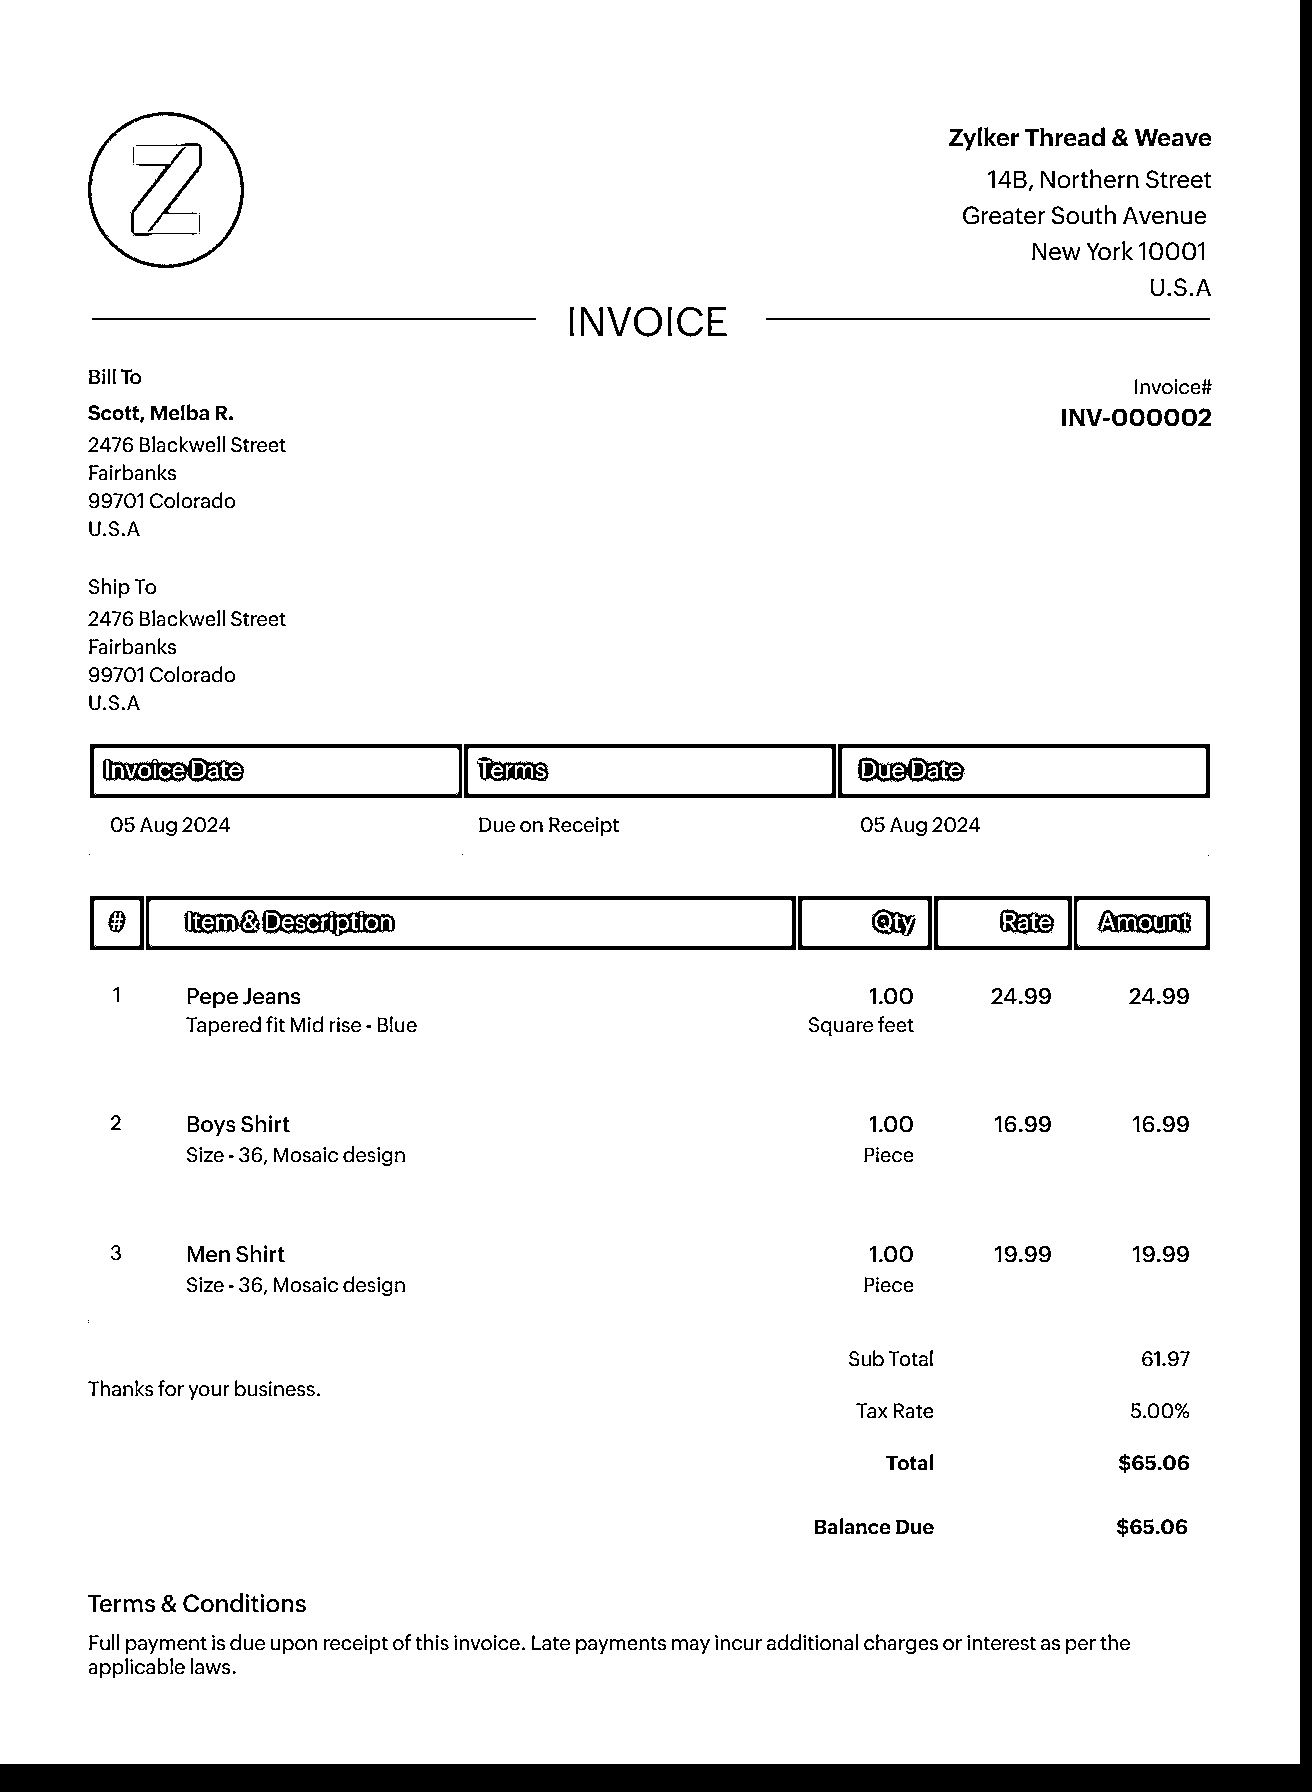 Z
Zylker Thread & Weave
14B, Northern Street
Greater South Avenue
New York 10001
U.S.A
INVOICE
Bill To
Scott, Melba R.
2476 Blackwell Street
Fairbanks
99701 Colorado
U.S.A
Invoice#
INV-000002
Ship To
2476 Blackwell Street
Fairbanks
99701 Colorado
U.S.A
Invoice Date Terms Due Date
05 Aug 2024 Due on Receipt 05 Aug 2024
# Item & Description Qty Rate Amount
1 Pepe Jeans 1.00 24.99 24.99
Tapered fit Mid rise - Blue Square feet
2 Boys Shirt 1.00 16.99 16.99
Size - 36, Mosaic design Piece
3 Men Shirt 1.00 19.99 19.99
Size - 36, Mosaic design Piece
Sub Total 61.97
Thanks for your business.
Tax Rate 5.00%
Total $65.06
Balance Due $65.06
Terms & Conditions
Full payment is due upon receipt of this invoice. Late payments may incur additional charges or interest as per the
applicable laws.